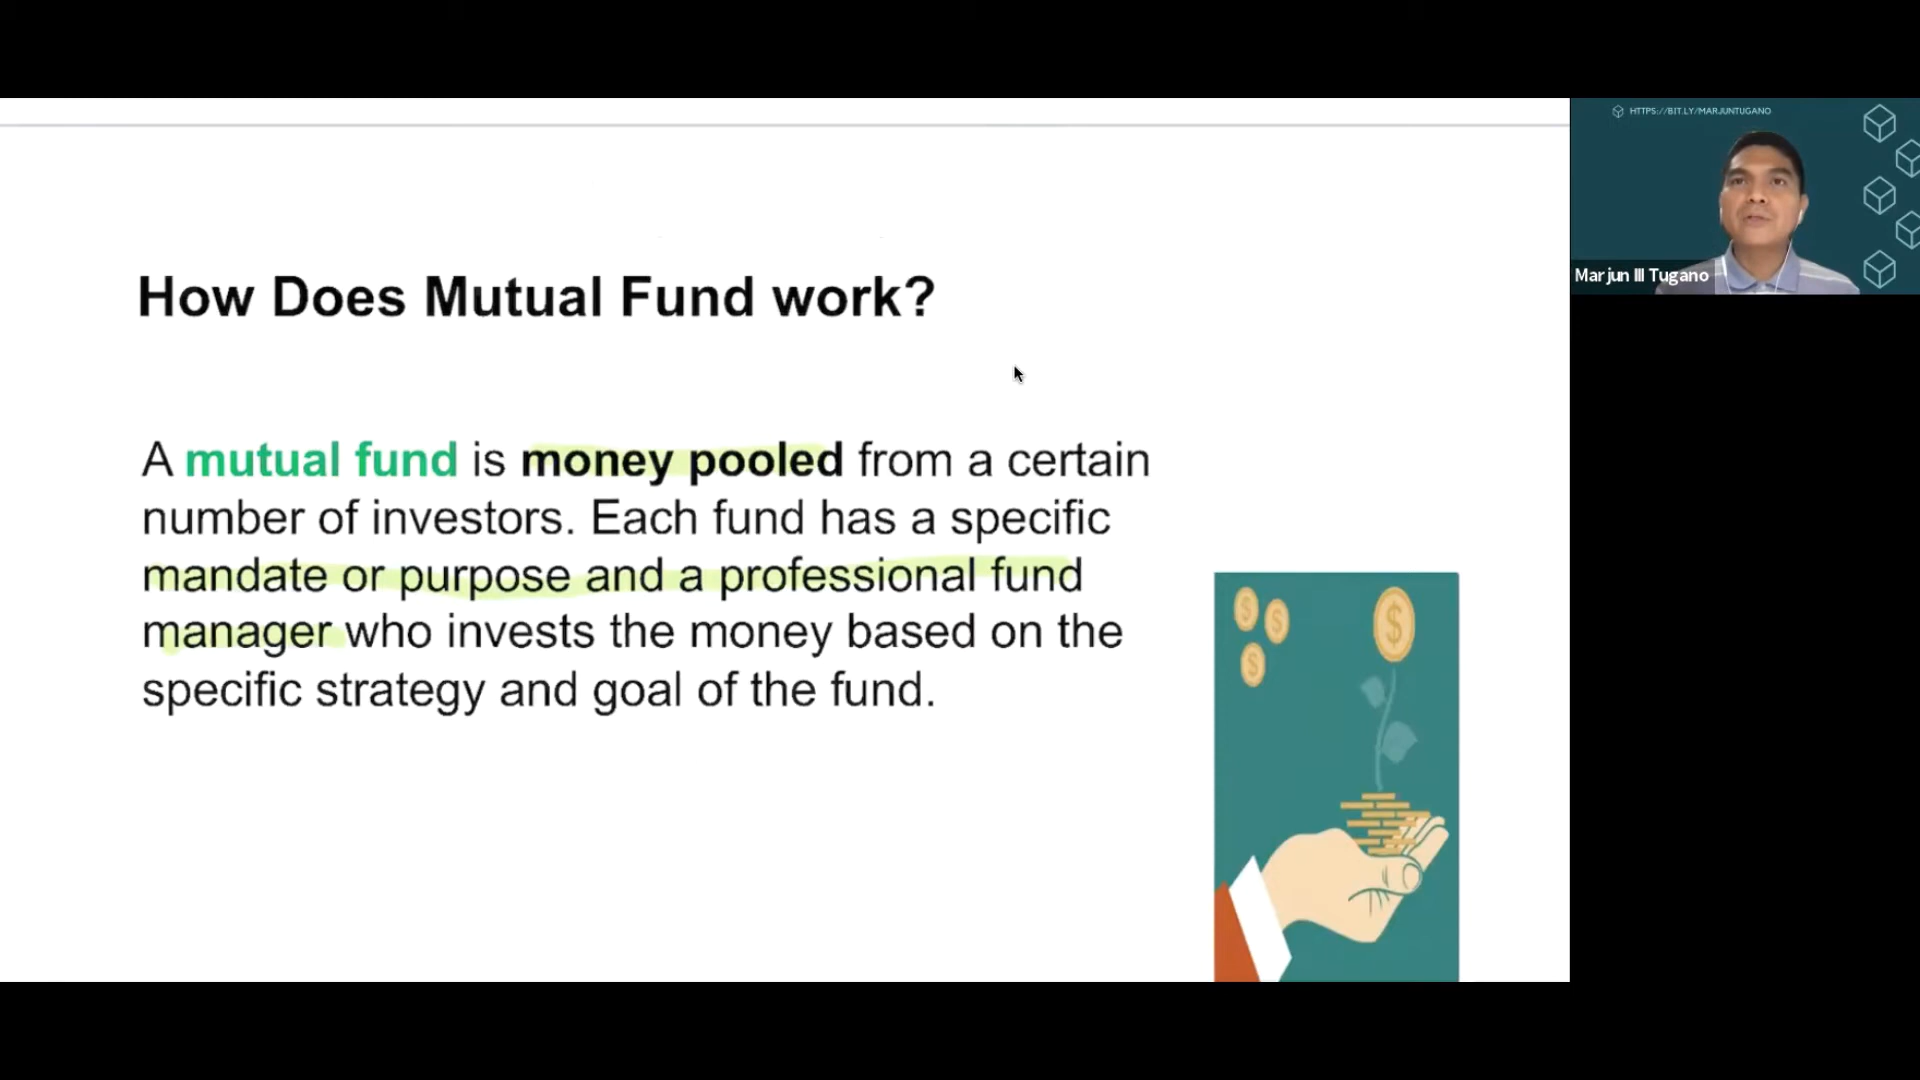 How Does Mutual Fund work?
A mutual fund is money pooled from a certain
number of investors. Each fund has a specific
mandate or purpose and a professional fund
manager who invests the money based on the
specific strategy and goal of the fund.
HTTPS://BIT.LY/MARJUNTUGANO
Marjun III Tugano
$
$
$
$